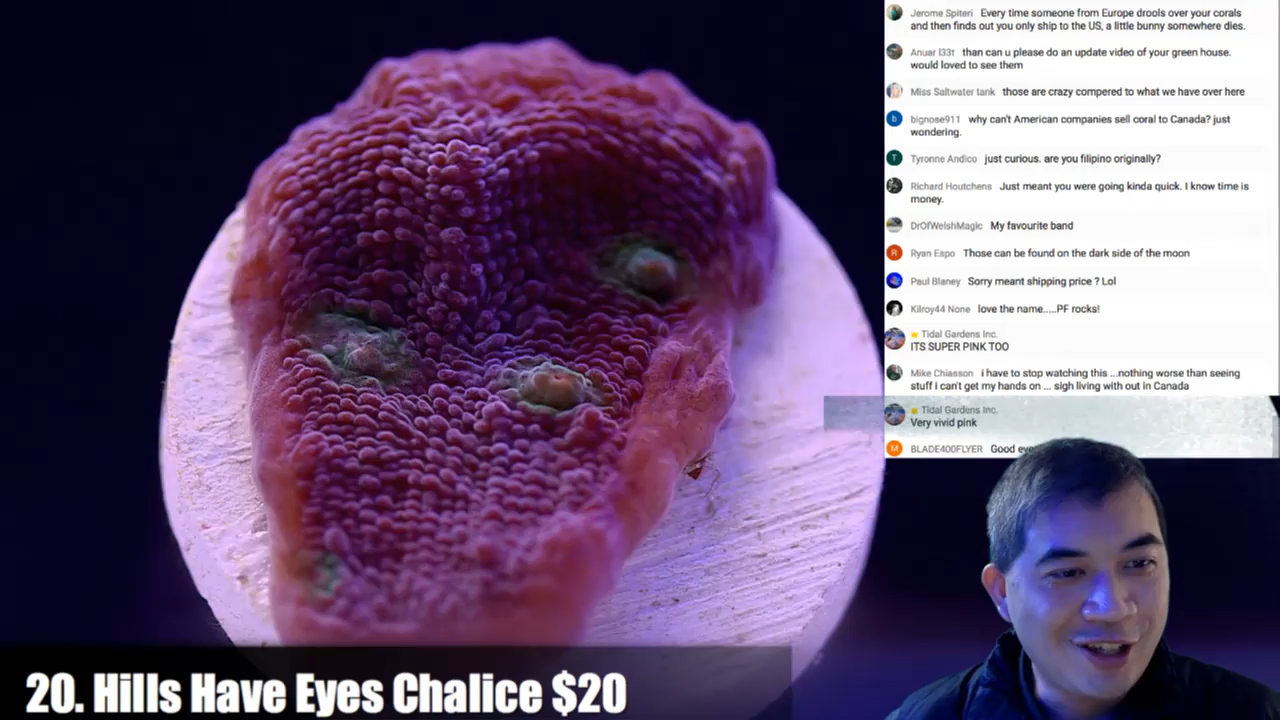 Jerome Spiteri Every time someone from Europe drools over your corals
and then finds out you only ship to the US, a little bunny somewhere dies.
Anuar l33t than can u please do an update video of your green house.
would loved to see them
Miss Saltwater tank those are crazy compered to what we have over here
b
bignose911 why can't American companies sell coral to Canada? just
wondering.
T
Tyronne Andico just curious. are you filipino originally?
Richard Houtchens Just meant you were going kinda quick. I know time is
money.
DrOfWelshMagic My favourite band
R
Ryan Espo Those can be found on the dark side of the moon
Paul Blaney Sorry meant shipping price ? Lol
Kilroy44 None love the name.....PF rocks!
Tidal Gardens Inc.
ITS SUPER PINK TOO
Mike Chiasson i have to stop watching this ...nothing worse than seeing
stuff i can't get my hands on ... sigh living with out in Canada
Tidal Gardens Inc.
Very vivid pink
M
BLADE400FLYER Good
20. Hills Have Eyes Chalice $20